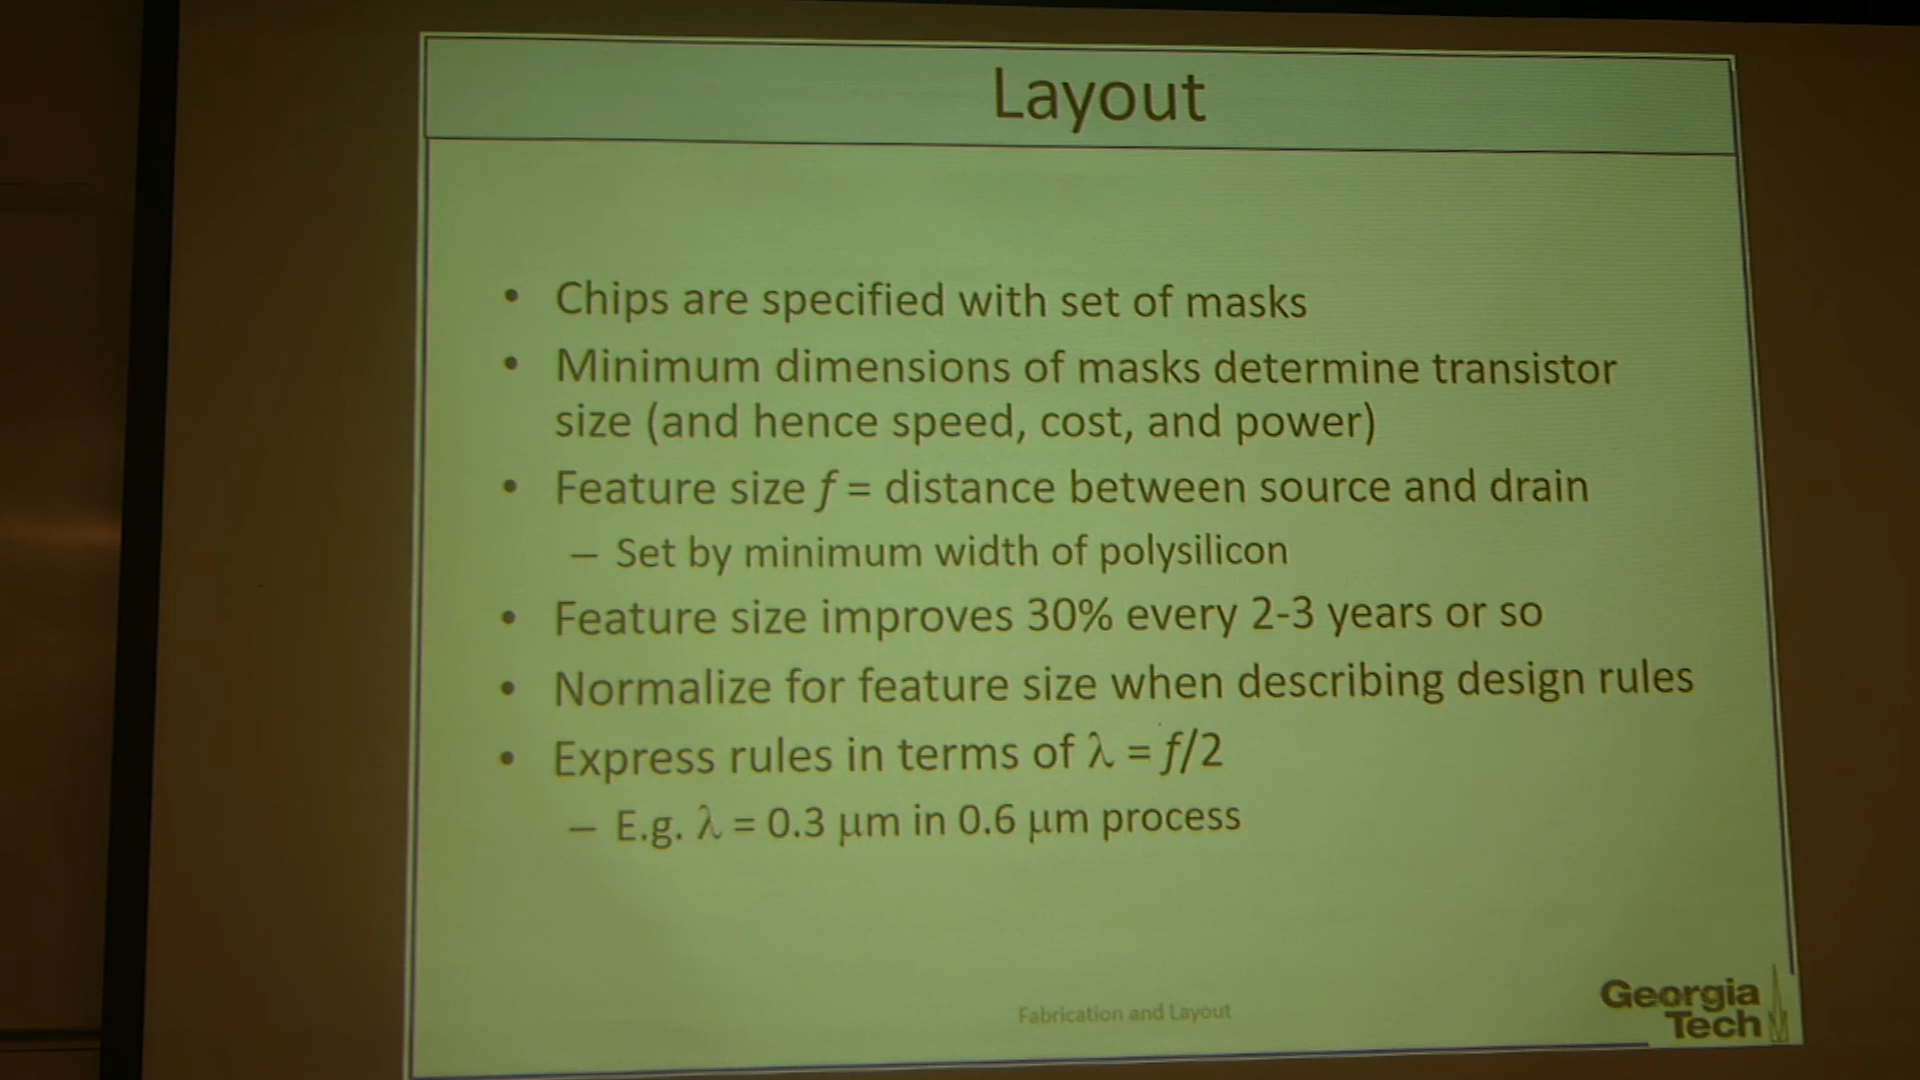 Layout
• Chips are specified with set of masks
• Minimum dimensions of masks determine transistor
size (and hence speed, cost, and power)
• Feature size f = distance between source and drain
– Set by minimum width of polysilicon
• Feature size improves 30% every 2-3 years or so
• Normalize for feature size when describing design rules
• Express rules in terms of λ = f/2
– E.g. λ = 0.3 μm in 0.6 μm process
Fabrication and Layout
Georgia
Tech